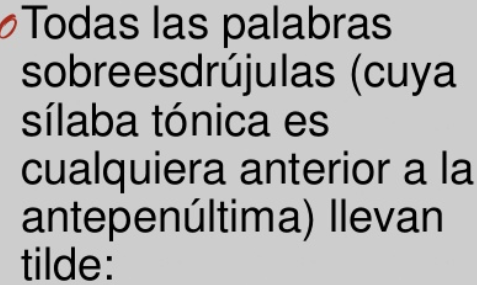 Todas las palabras
sobreesdrújulas (cuya
sílaba tónica es
cualquiera anterior a la
antepenúltima) llevan
tilde: